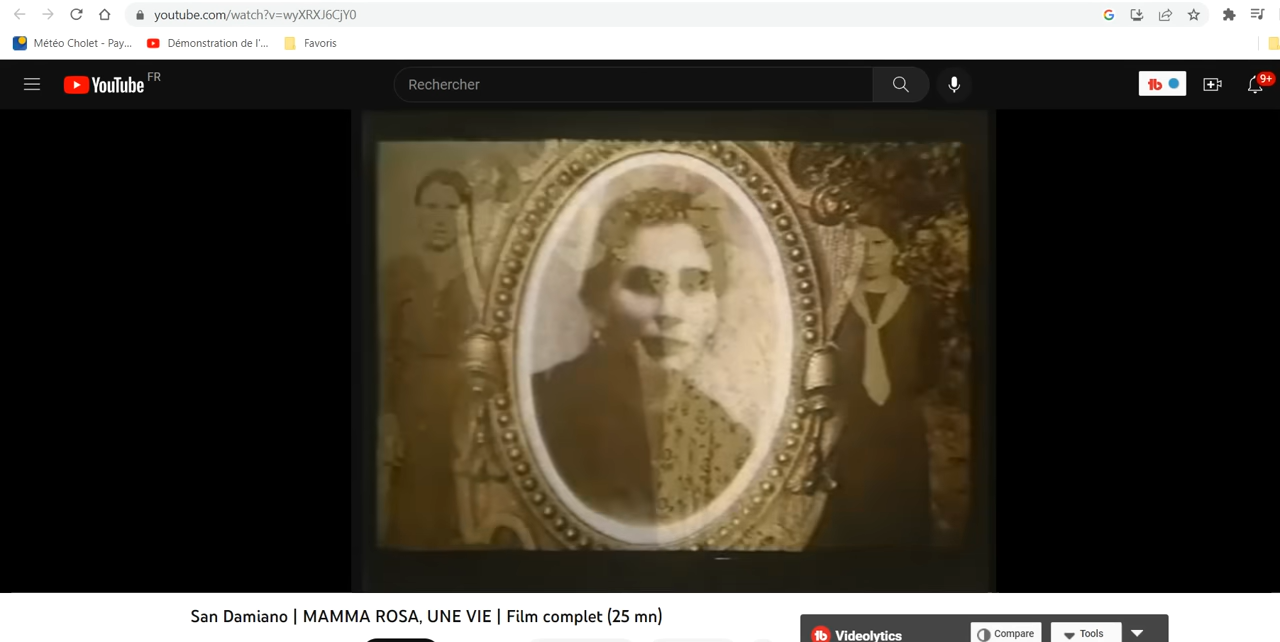 youtube.com/watch?v=wyXRXJ6CjY0
Météo Cholet - Pay... Démonstration de l'... Favoris
YouTube FR
Rechercher
9+
San Damiano | MAMMA ROSA, UNE VIE | Film complet (25 mn)
Videolytics Compare Tools